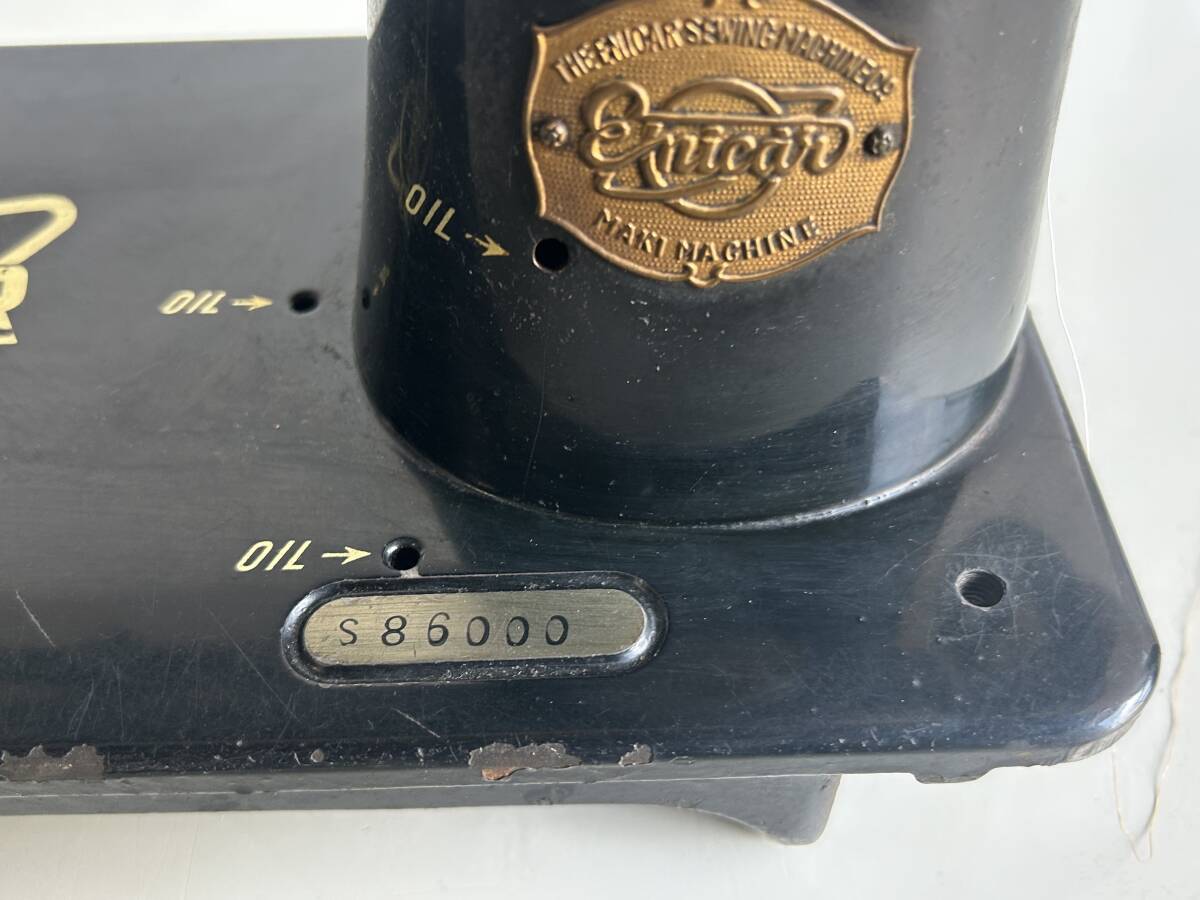 THE ENICAR SEWING MACHINE CO.
Enicar
MAKI MACHINE
OIL →
OIL →
OIL →
S 86000